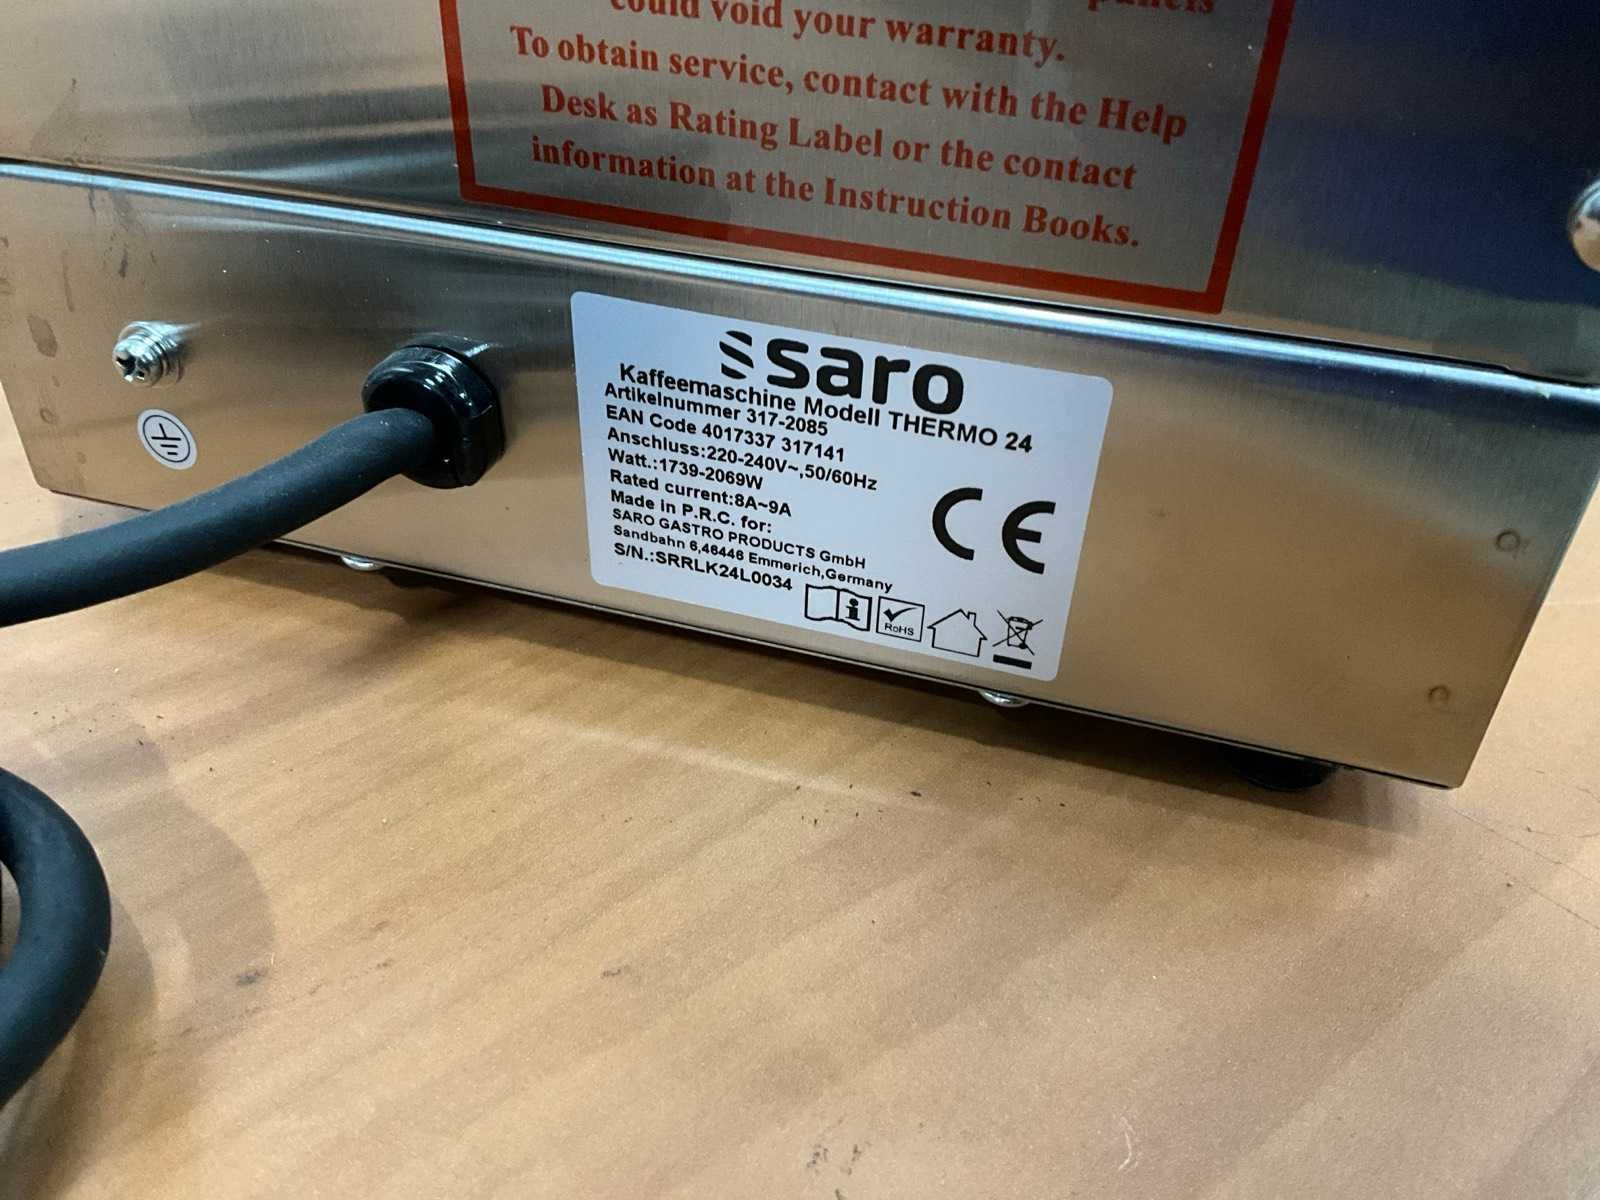 could void your warranty.
To obtain service, contact with the Help
Desk as Rating Label or the contact
information at the Instruction Books.
saro
Kaffeemaschine Modell THERMO 24
Artikelnummer 317-2085
EAN Code 4017337 317141
Anschluss:220-240V~,50/60Hz
Watt.:1739-2069W
Rated current:8A~9A
Made in P.R.C. for:
SARO GASTRO PRODUCTS GmbH
Sandbahn 6,46446 Emmerich,Germany
S/N.:SRRLK24L0034
CE
RoHS